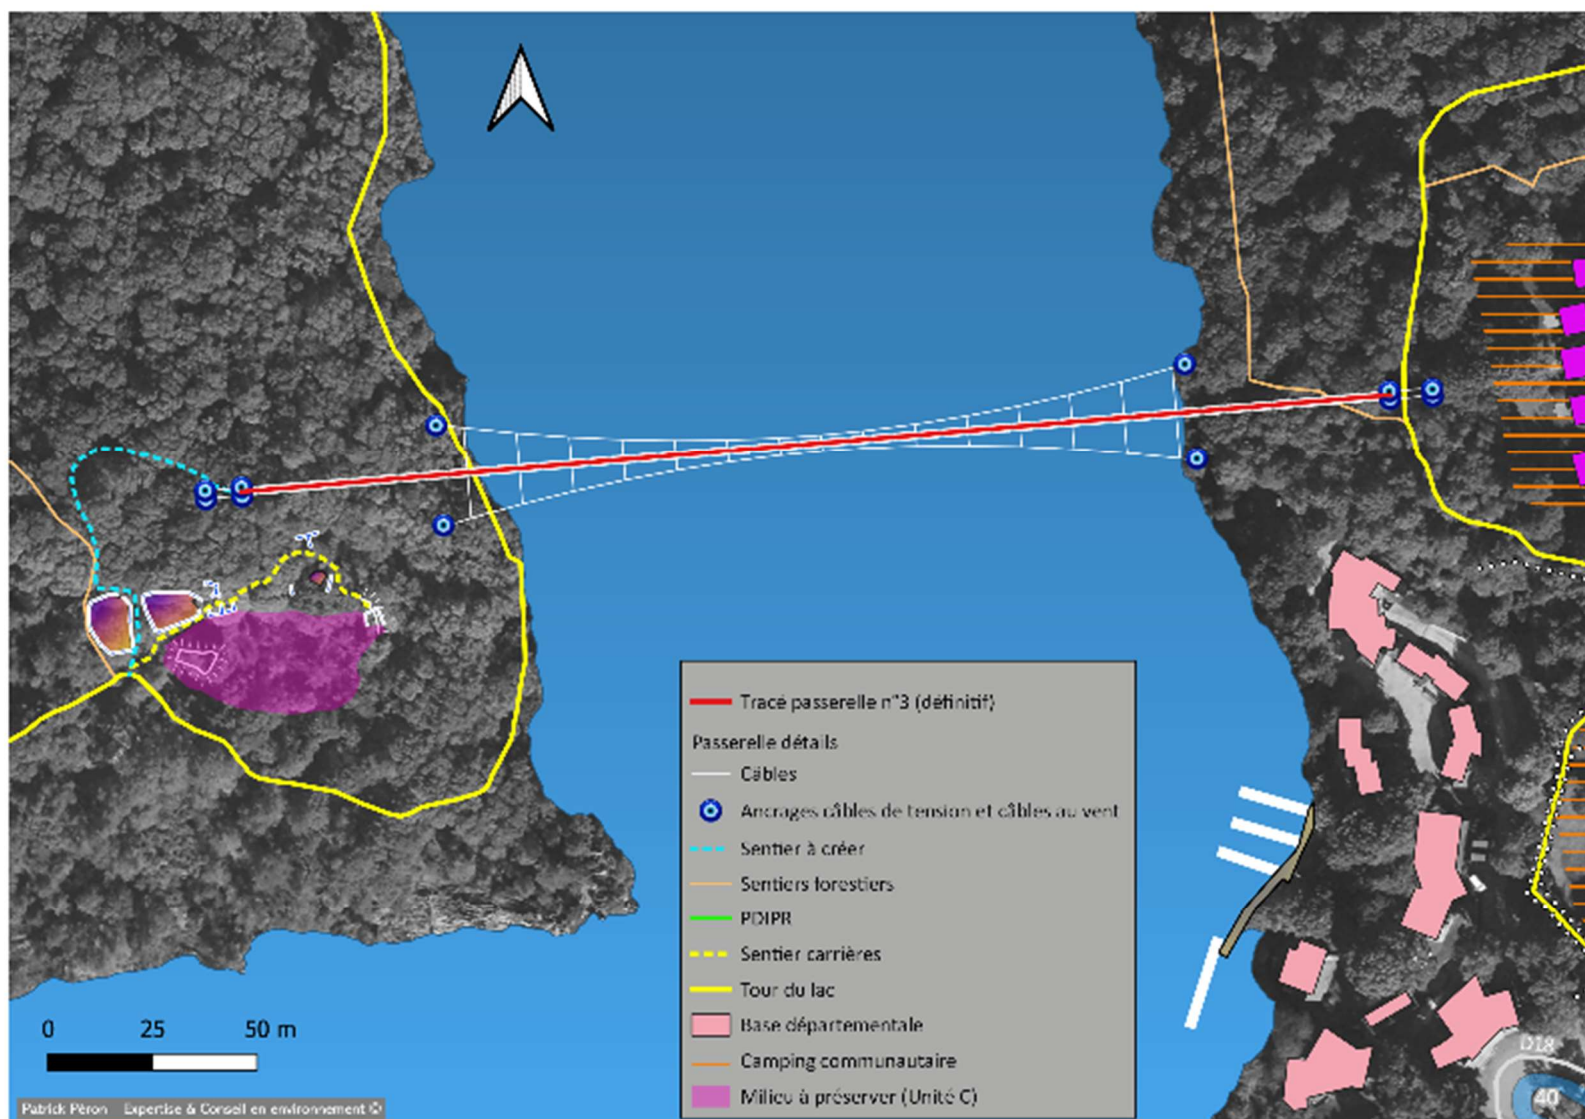 Tracé passerelle n°3 (définitif)
Passerelle détails
Câbles
Ancrages câbles de tension et câbles au vent
Sentier à créer
Sentiers forestiers
PDIPR
Sentier carrières
Tour du lac
Base départementale
Camping communautaire
Milieu à préserver (Unité C)
0 25 50 m
D18
40
Patrick Péron Expertise & Conseil en environnement ©